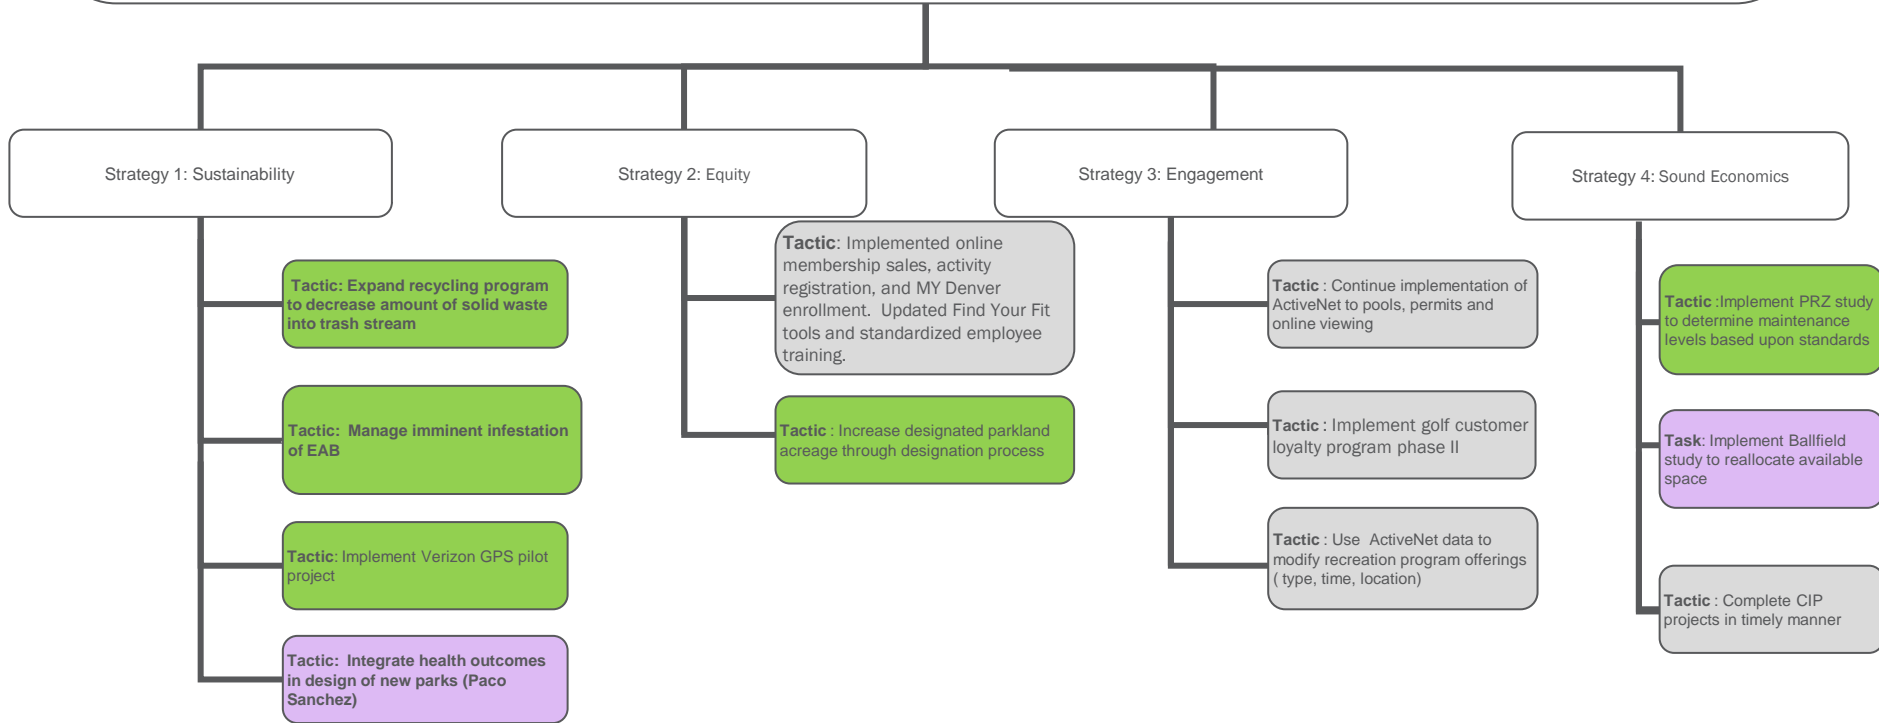 Strategy 1: Sustainability
Strategy 2: Equity
Strategy 3: Engagement
Strategy 4: Sound Economics
Tactic: Expand recycling program
to decrease amount of solid waste
into trash stream
Tactic: Manage imminent infestation
of EAB
Tactic: Implement Verizon GPS pilot
project
Tactic: Integrate health outcomes
in design of new parks (Paco
Sanchez)
Tactic: Implemented online
membership sales, activity
registration, and MY Denver
enrollment. Updated Find Your Fit
tools and standardized employee
training.
Tactic : Increase designated parkland
acreage through designation process
Tactic : Continue implementation of
ActiveNet to pools, permits and
online viewing
Tactic : Implement golf customer
loyalty program phase II
Tactic : Use ActiveNet data to
modify recreation program offerings
( type, time, location)
Tactic :Implement PRZ study
to determine maintenance
levels based upon standards
Task: Implement Ballfield
study to reallocate available
space
Tactic : Complete CIP
projects in timely manner